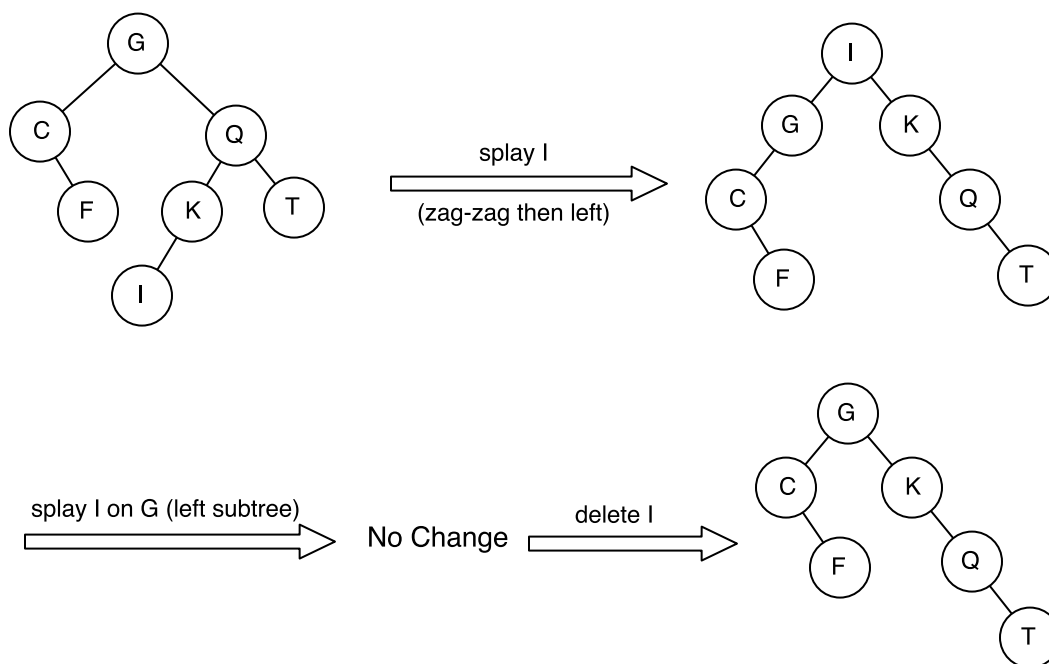 G
C
Q
F
K
T
I
splay I
(zag-zag then left)
I
G
K
C
Q
F
T
splay I on G (left subtree)
No Change
delete I
G
C
K
F
Q
T